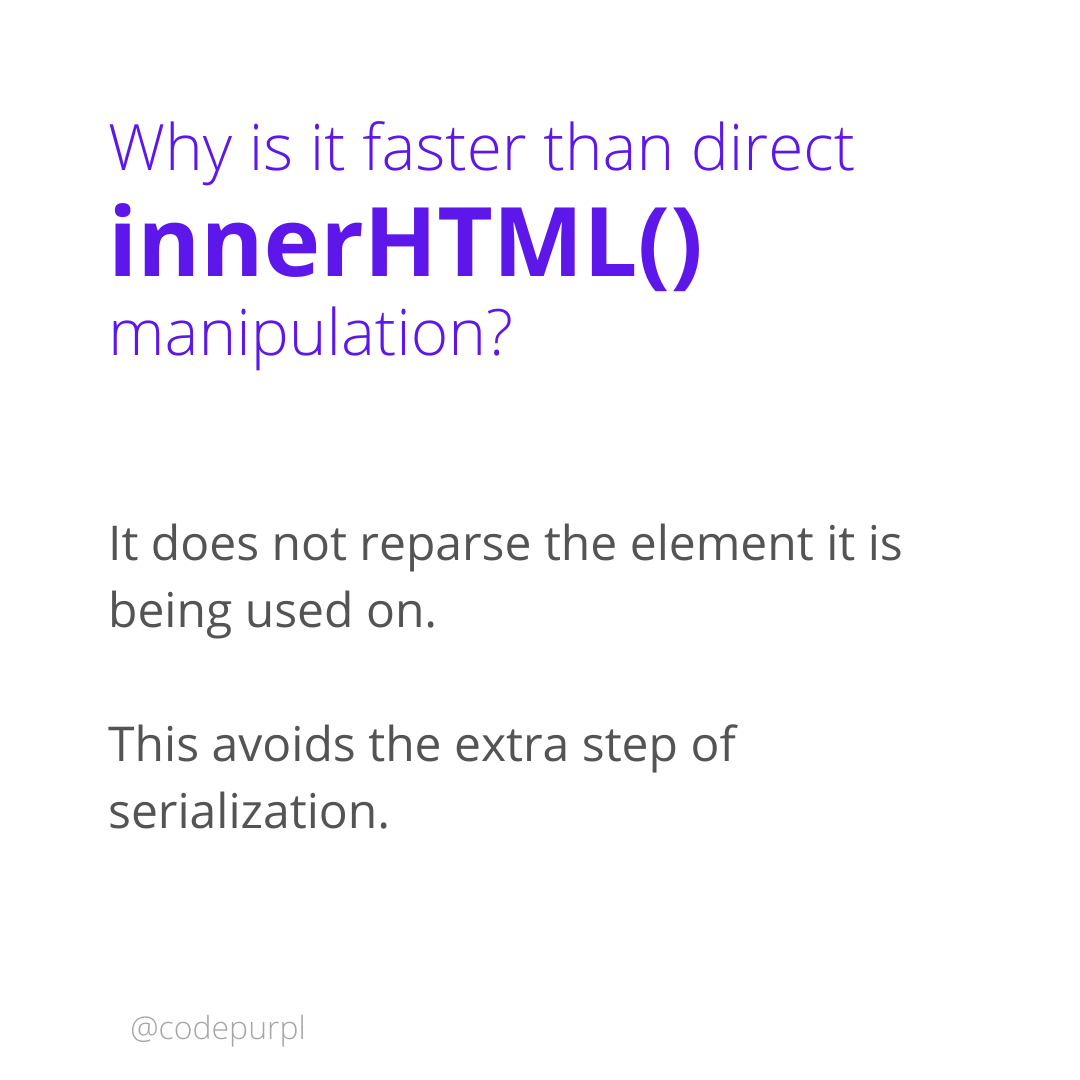 Why is it faster than direct
innerHTML()
manipulation?
It does not reparse the element it is
being used on.
This avoids the extra step of
serialization.
@codepurpl